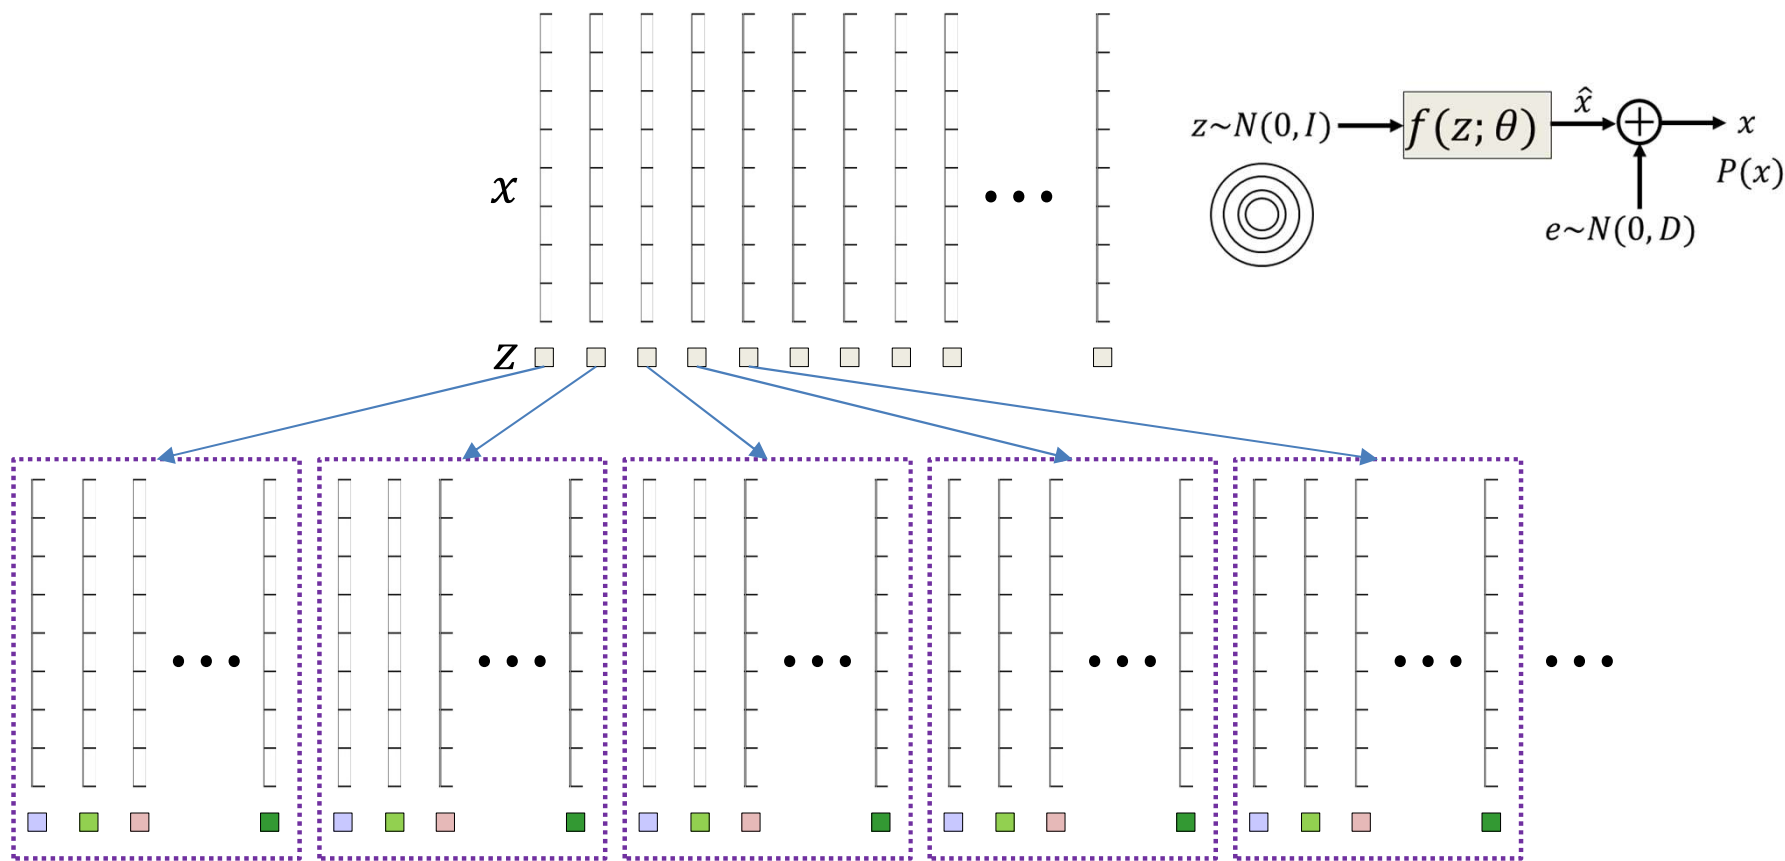 x
z
z~N(0, I)
f(z; θ)
x̂
x
P(x)
e~N(0, D)